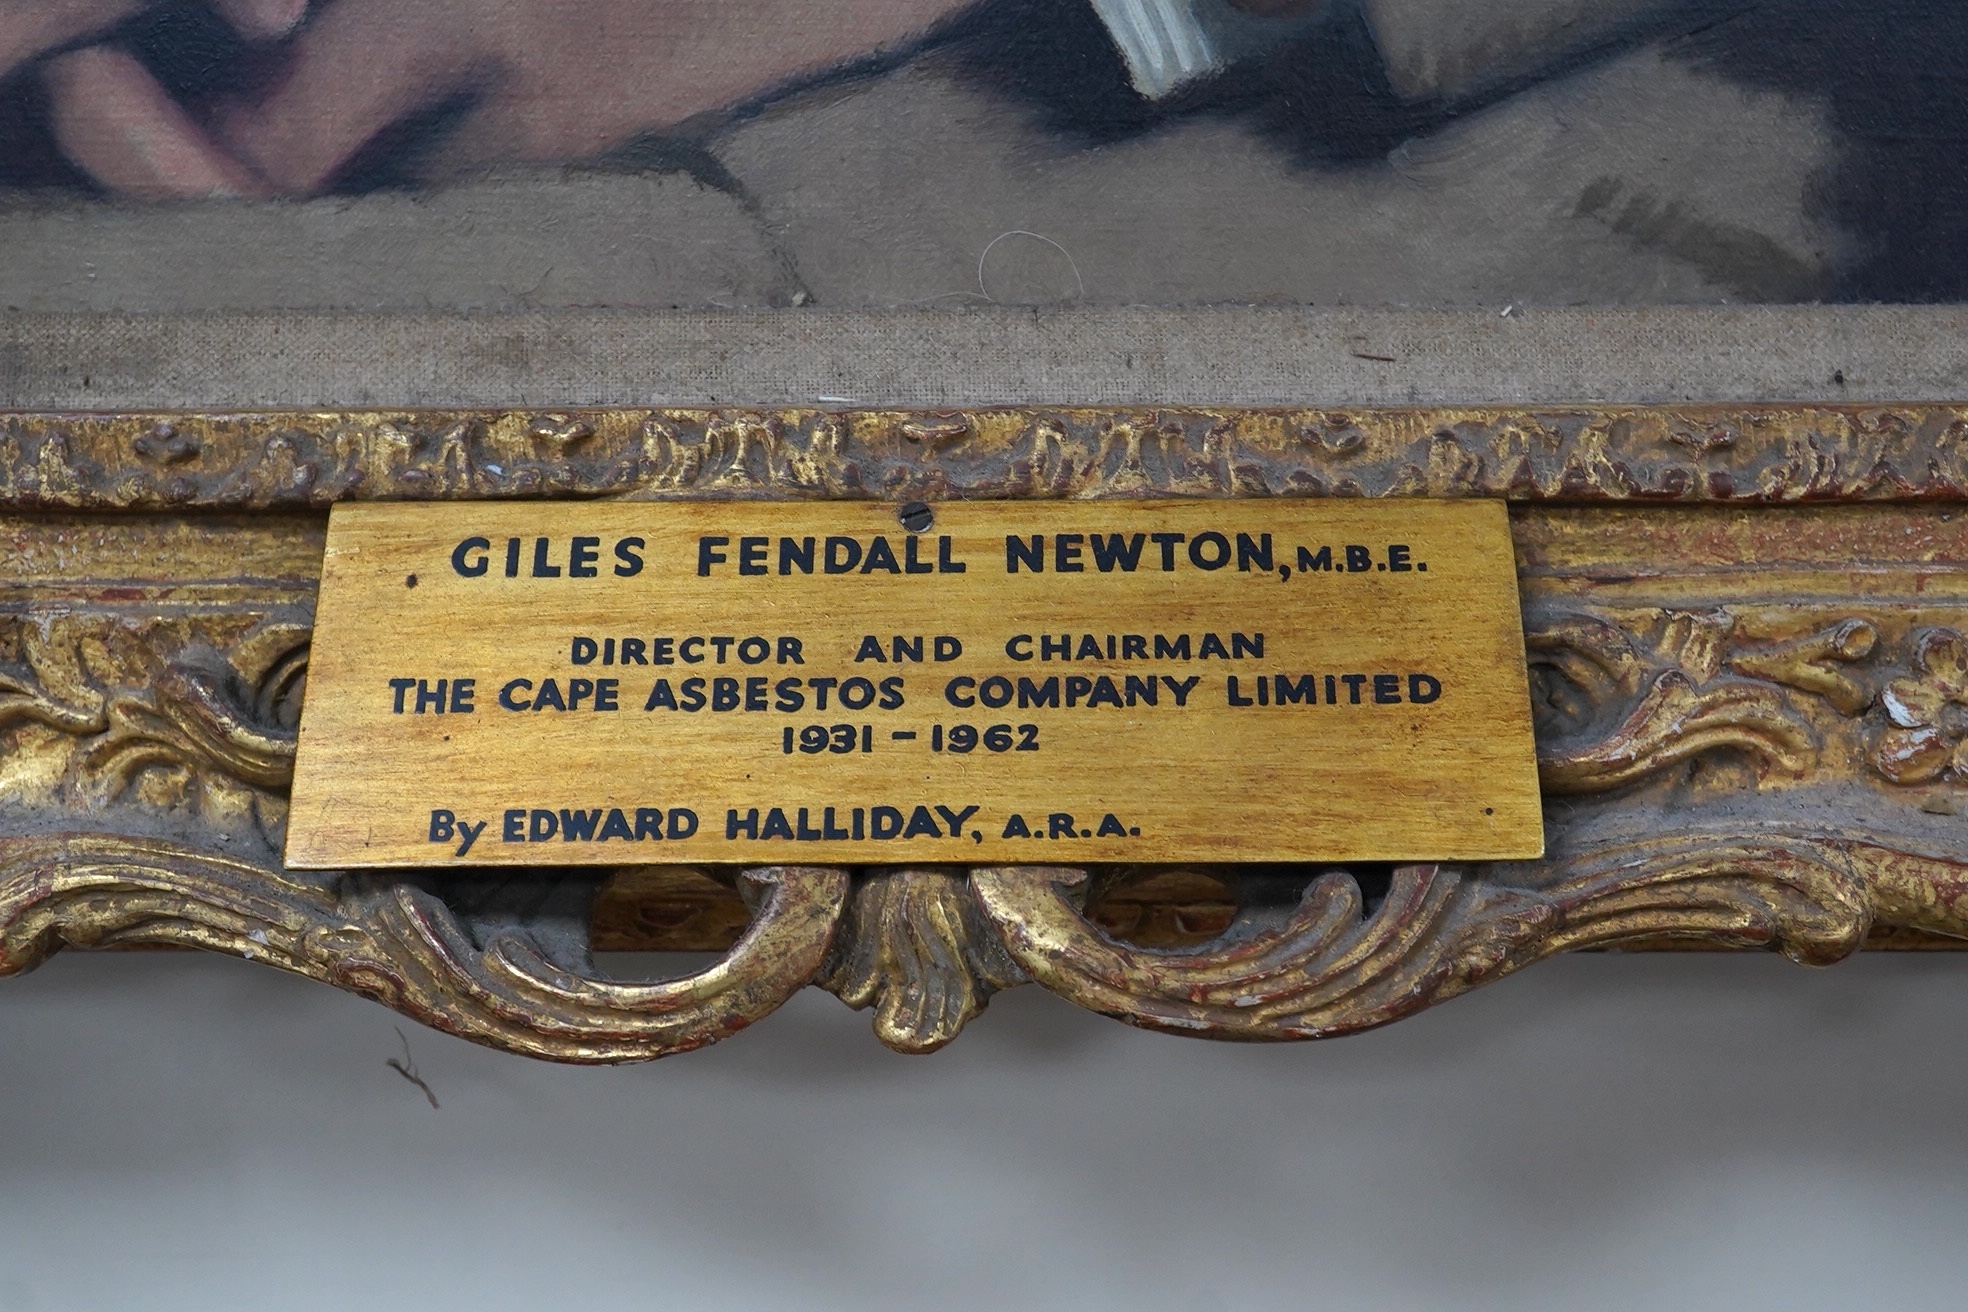 GILES FENDALL NEWTON, M.B.E.
DIRECTOR AND CHAIRMAN
THE CAPE ASBESTOS COMPANY LIMITED
1931 - 1962
By EDWARD HALLIDAY, A.R.A.